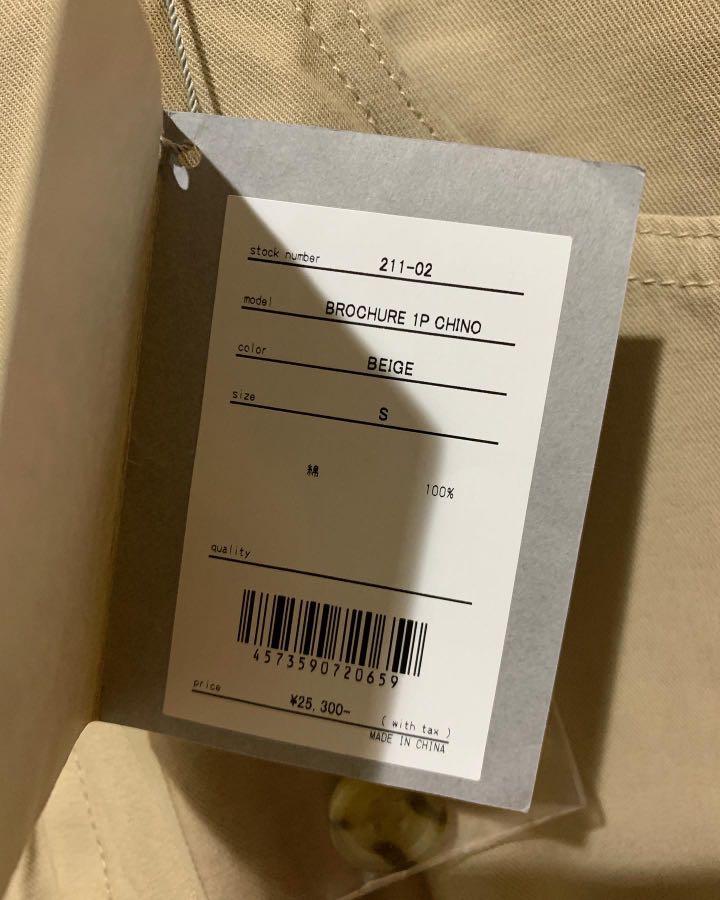 stock number 211-02
model BROCHURE 1P CHINO
color BEIGE
size S
綿 100%
quality
4573590720659
price ¥25,300-
( with tax )
MADE IN CHINA